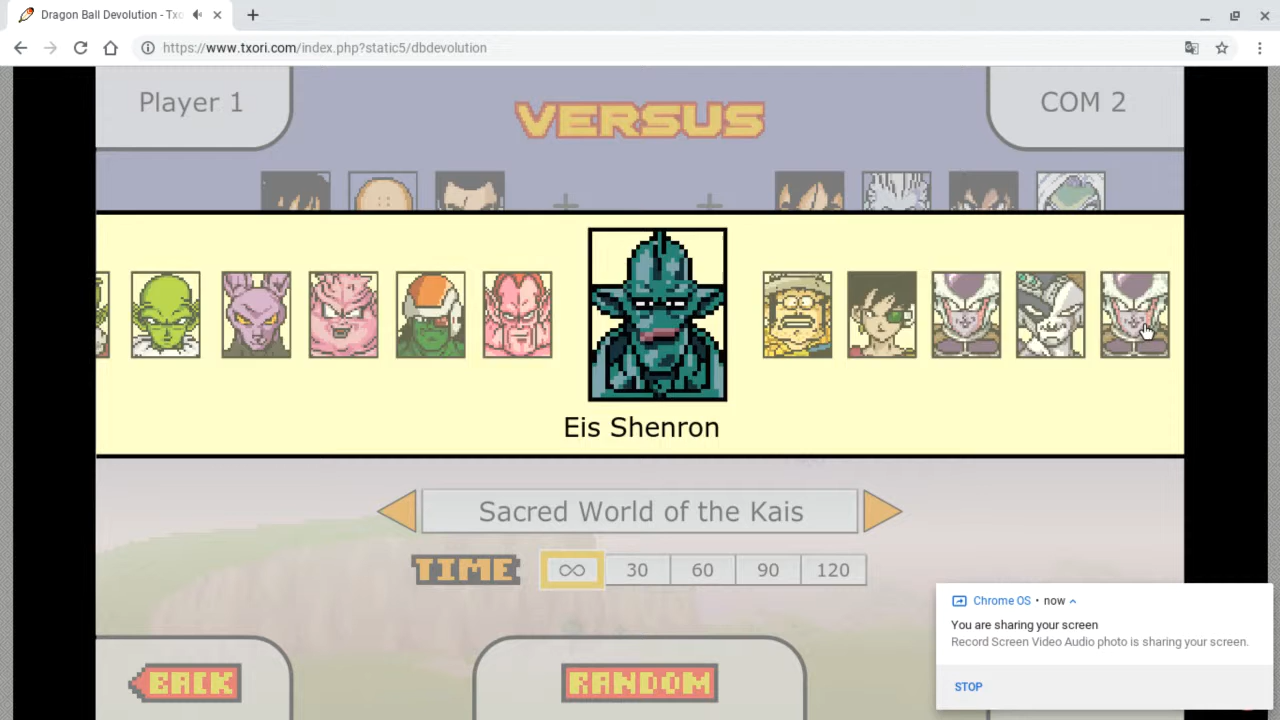 Dragon Ball Devolution - Txo
https://www.txori.com/index.php?static5/dbdevolution
Player 1
VERSUS
COM 2
Eis Shenron
Sacred World of the Kais
TIME ∞ 30 60 90 120
Chrome OS • now
You are sharing your screen
Record Screen Video Audio photo is sharing your screen.
STOP
BACK
RANDOM